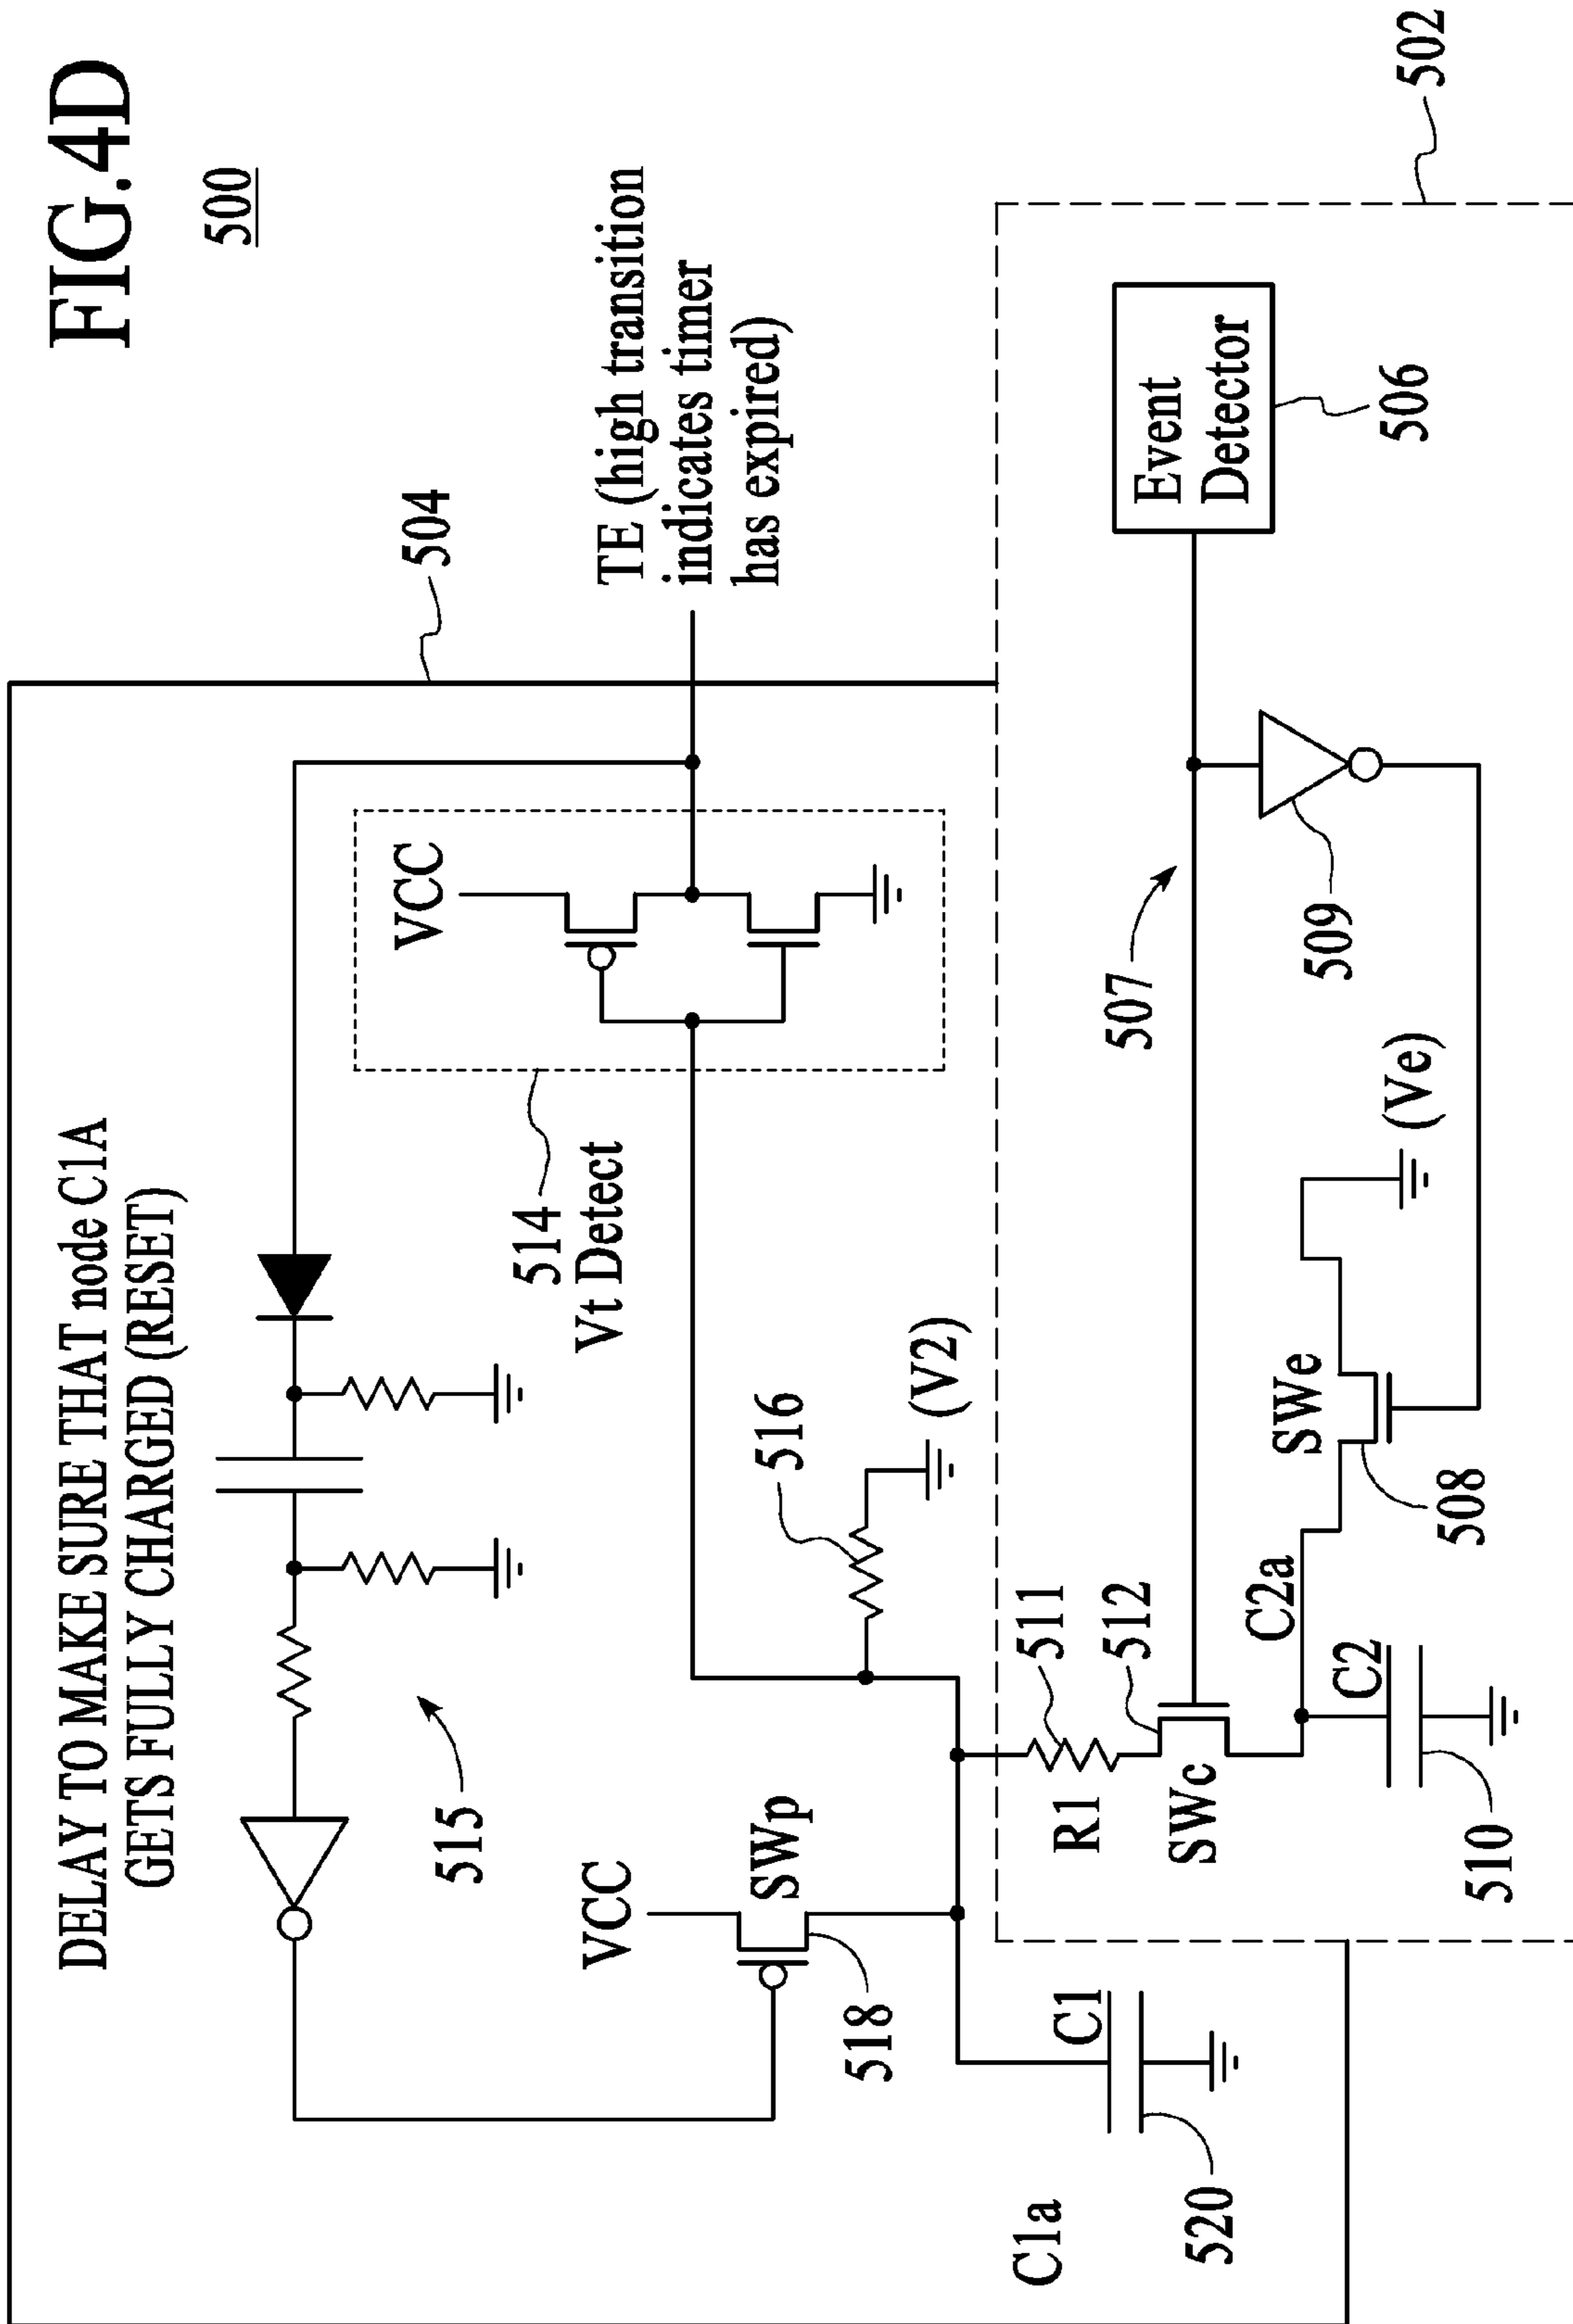 FIG.4D
500
DELAY TO MAKE SURE THAT node C1A
GETS FULLY CHARGED (RESET)
504
515
VCC
514
Vt Detect
TE (high transition
indicates timer
has expired)
VCC
SWp
518
516
(V2)
C1a
C1
520
R1
511
SWc
512
507
Event
Detector
506
502
509
C2a
C2
510
SWe
508
(Ve)